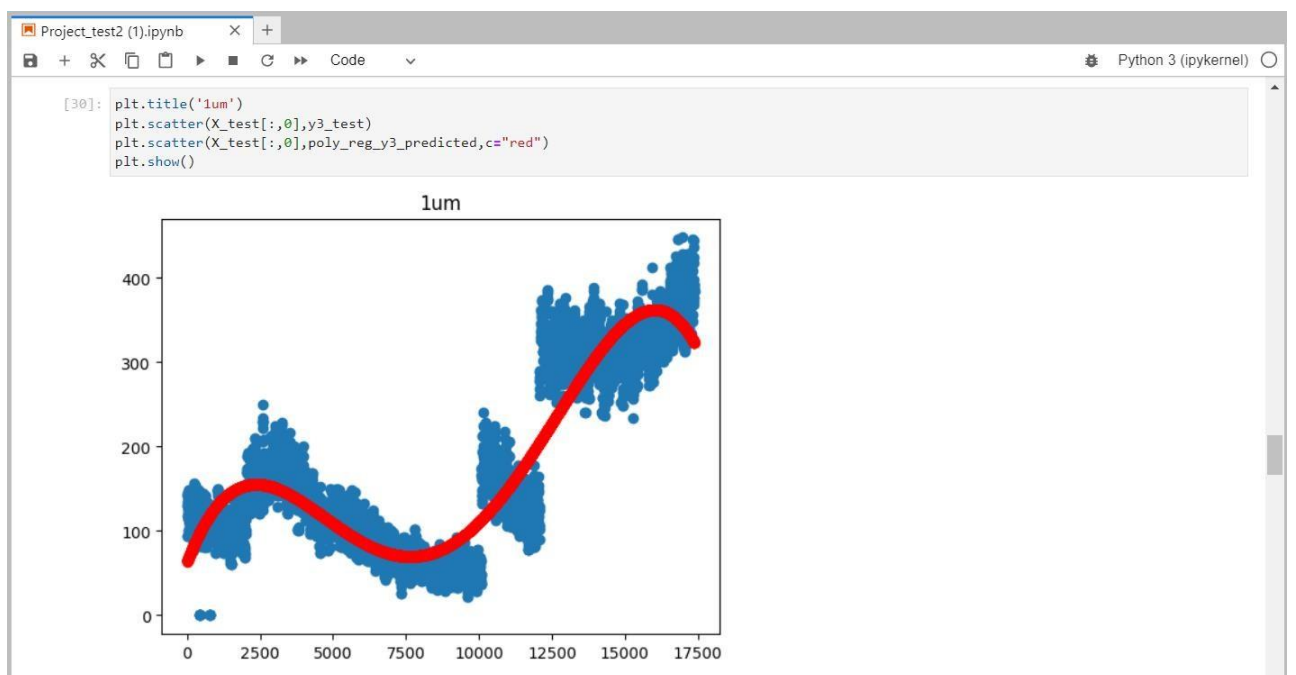 Project_test2 (1).ipynb
Code
Python 3 (ipykernel)
[30]: plt.title('1um')
plt.scatter(X_test[:,0],y3_test)
plt.scatter(X_test[:,0],poly_reg_y3_predicted,c="red")
plt.show()
1um
400
300
200
100
0
0 2500 5000 7500 10000 12500 15000 17500